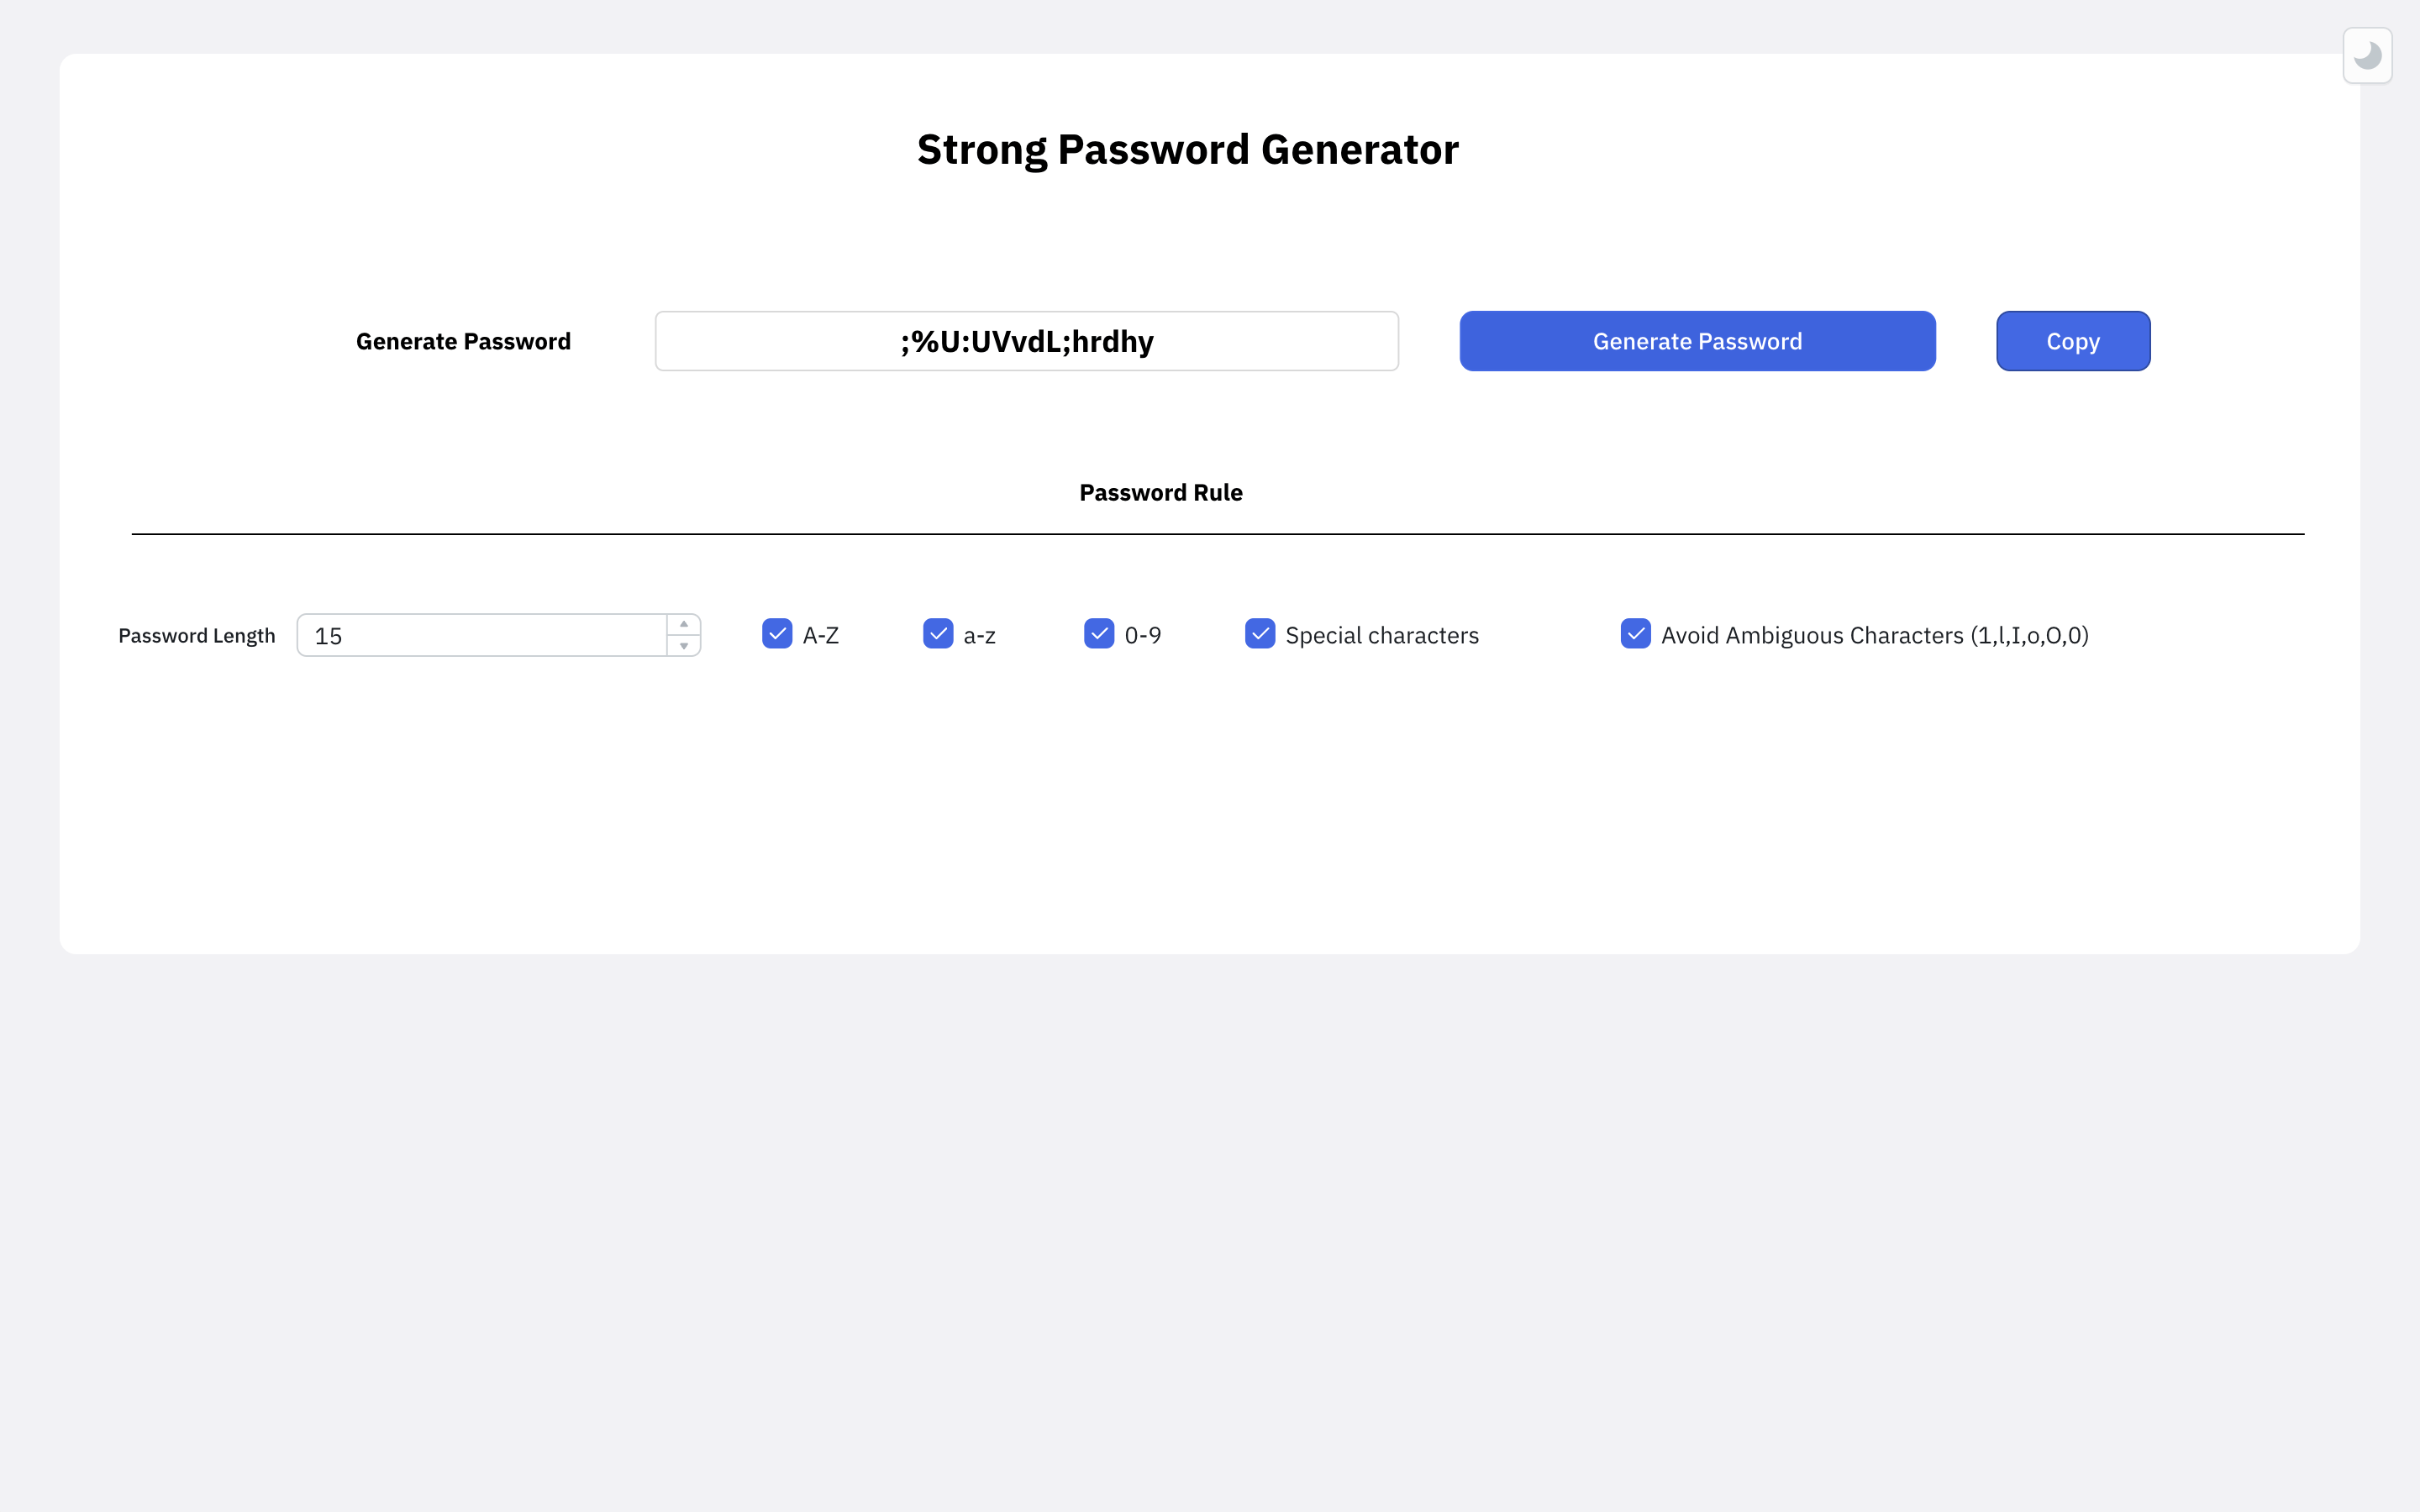 Strong Password Generator
Generate Password ;%U:UVvdL;hrdhy Generate Password Copy
Password Rule
Password Length 15 A-Z a-z 0-9 Special characters Avoid Ambiguous Characters (1,l,I,o,O,0)